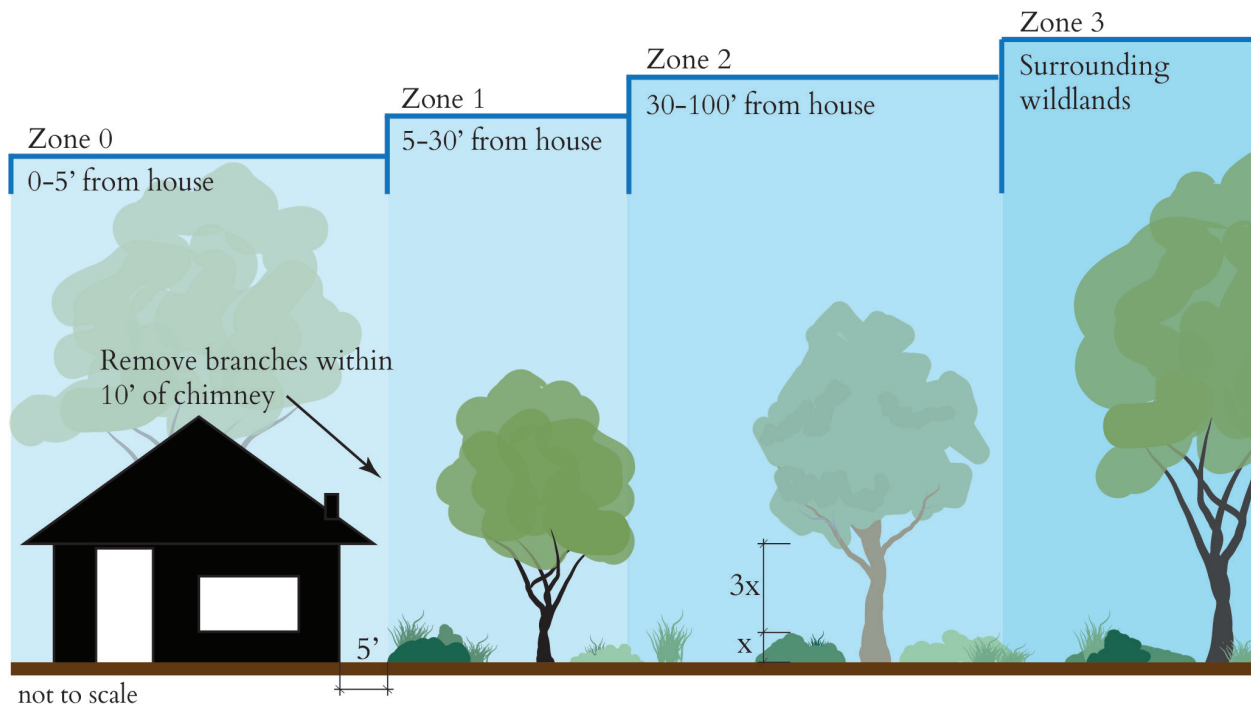 Zone 0
0-5’ from house
Zone 1
5-30’ from house
Zone 2
30-100’ from house
Zone 3
Surrounding
wildlands
Remove branches within
10’ of chimney
5’
3x
x
not to scale